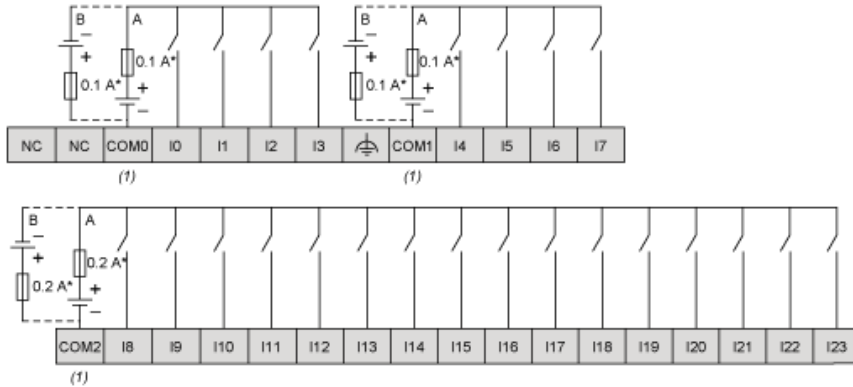 B A B A
− −
+ 0.1 A* + 0.1 A*
0.1 A* + 0.1 A* +
− −
NC NC COM0 I0 I1 I2 I3 COM1 I4 I5 I6 I7
(1) (1)
B A
−
+ 0.2 A*
0.2 A* +
−
COM2 I8 I9 I10 I11 I12 I13 I14 I15 I16 I17 I18 I19 I20 I21 I22 I23
(1)